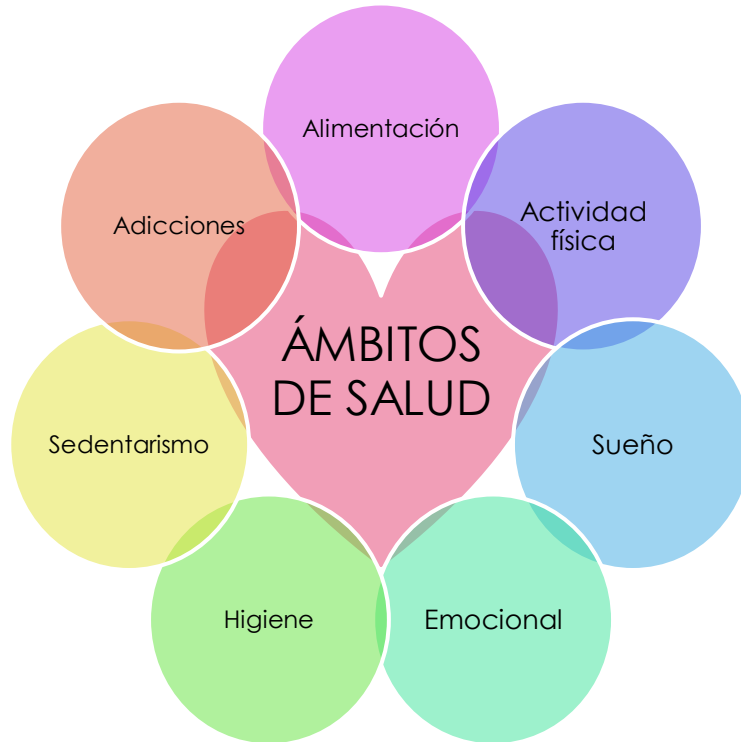 Alimentación
Actividad
física
Sueño
Emocional
Higiene
Sedentarismo
Adicciones
ÁMBITOS
DE SALUD